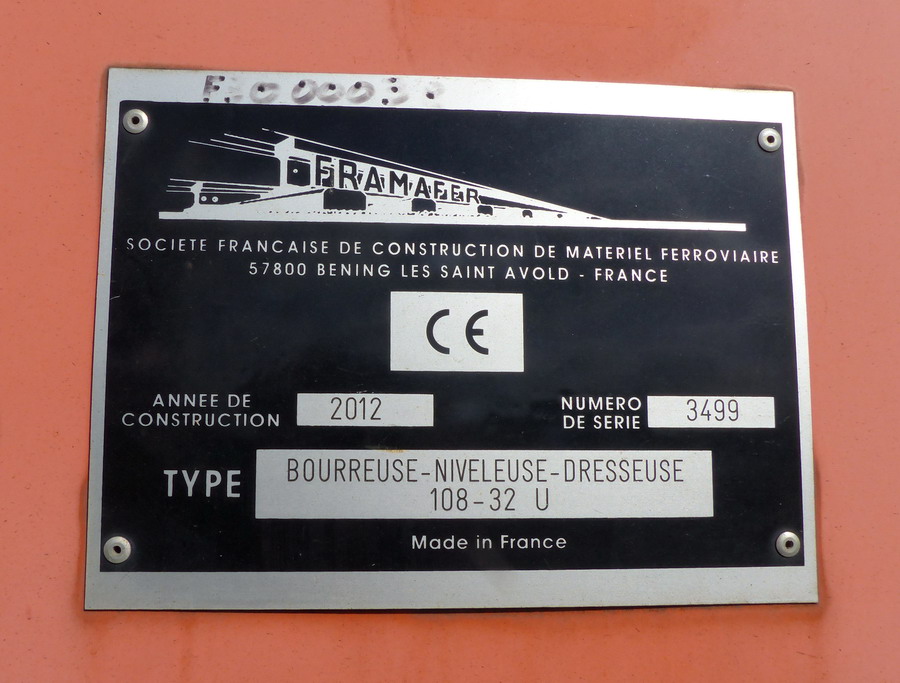 FRAMAFER
SOCIETE FRANCAISE DE CONSTRUCTION DE MATERIEL FERROVIAIRE
57800 BENING LES SAINT AVOLD - FRANCE
CE
ANNEE DE
CONSTRUCTION
2012
NUMERO
DE SERIE
3499
TYPE
BOURREUSE-NIVELEUSE-DRESSEUSE
108-32 U
Made in France